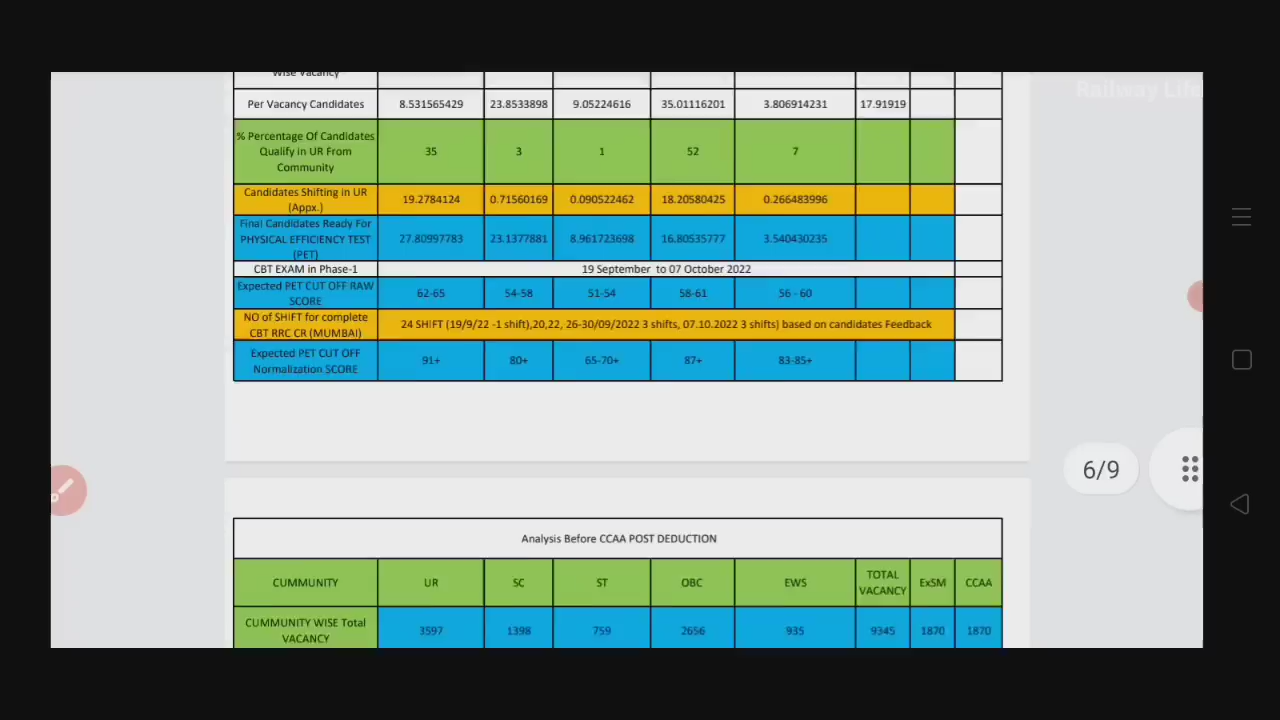 Railway Life
Wise Vacancy
Per Vacancy Candidates 8.531565429 23.8533898 9.05224616 35.01116201 3.806914231 17.91919
% Percentage Of Candidates
Qualify in UR From
Community
35 3 1 52 7
Candidates Shifting in UR
(Appx.)
19.2784124 0.71560169 0.090522462 18.20580425 0.266483996
Final Candidates Ready For
PHYSICAL EFFICIENCY TEST
(PET)
27.80997783 23.1377881 8.961723698 16.80535777 3.540430235
CBT EXAM in Phase-1 19 September to 07 October 2022
Expected PET CUT OFF RAW
SCORE
62-65 54-58 51-54 58-61 56 - 60
NO of SHIFT for complete
CBT RRC CR (MUMBAI)
24 SHIFT (19/9/22 -1 shift),20,22, 26-30/09/2022 3 shifts, 07.10.2022 3 shifts) based on candidates Feedback
Expected PET CUT OFF
Normalization SCORE
91+ 80+ 65-70+ 87+ 83-85+
6/9
Analysis Before CCAA POST DEDUCTION
CUMMUNITY UR SC ST OBC EWS TOTAL
VACANCY
ExSM CCAA
CUMMUNITY WISE Total
VACANCY
3597 1398 759 2656 935 9345 1870 1870